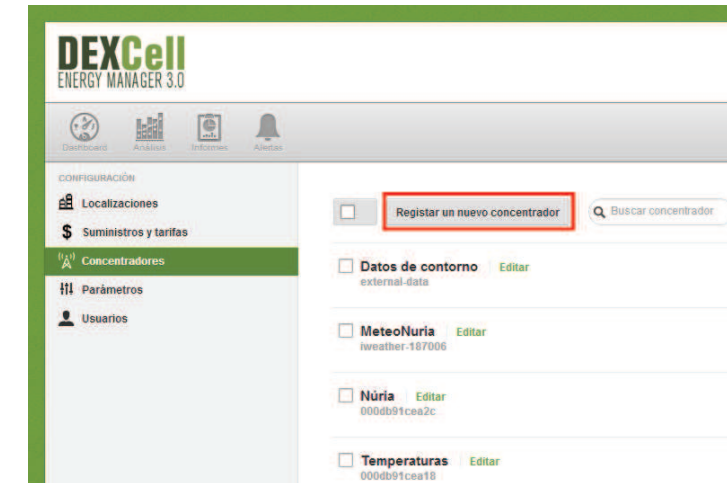 DEXCell
ENERGY MANAGER 3.0
Dashboard Análisis Informes Alertas
CONFIGURACIÓN
Localizaciones
Suministros y tarifas
Concentradores
Parámetros
Usuarios
Registar un nuevo concentrador
Buscar concentrador
Datos de contorno Editar
external-data
MeteoNuria Editar
iweather-187006
Núria Editar
000db91cea2c
Temperaturas Editar
000db91cea18